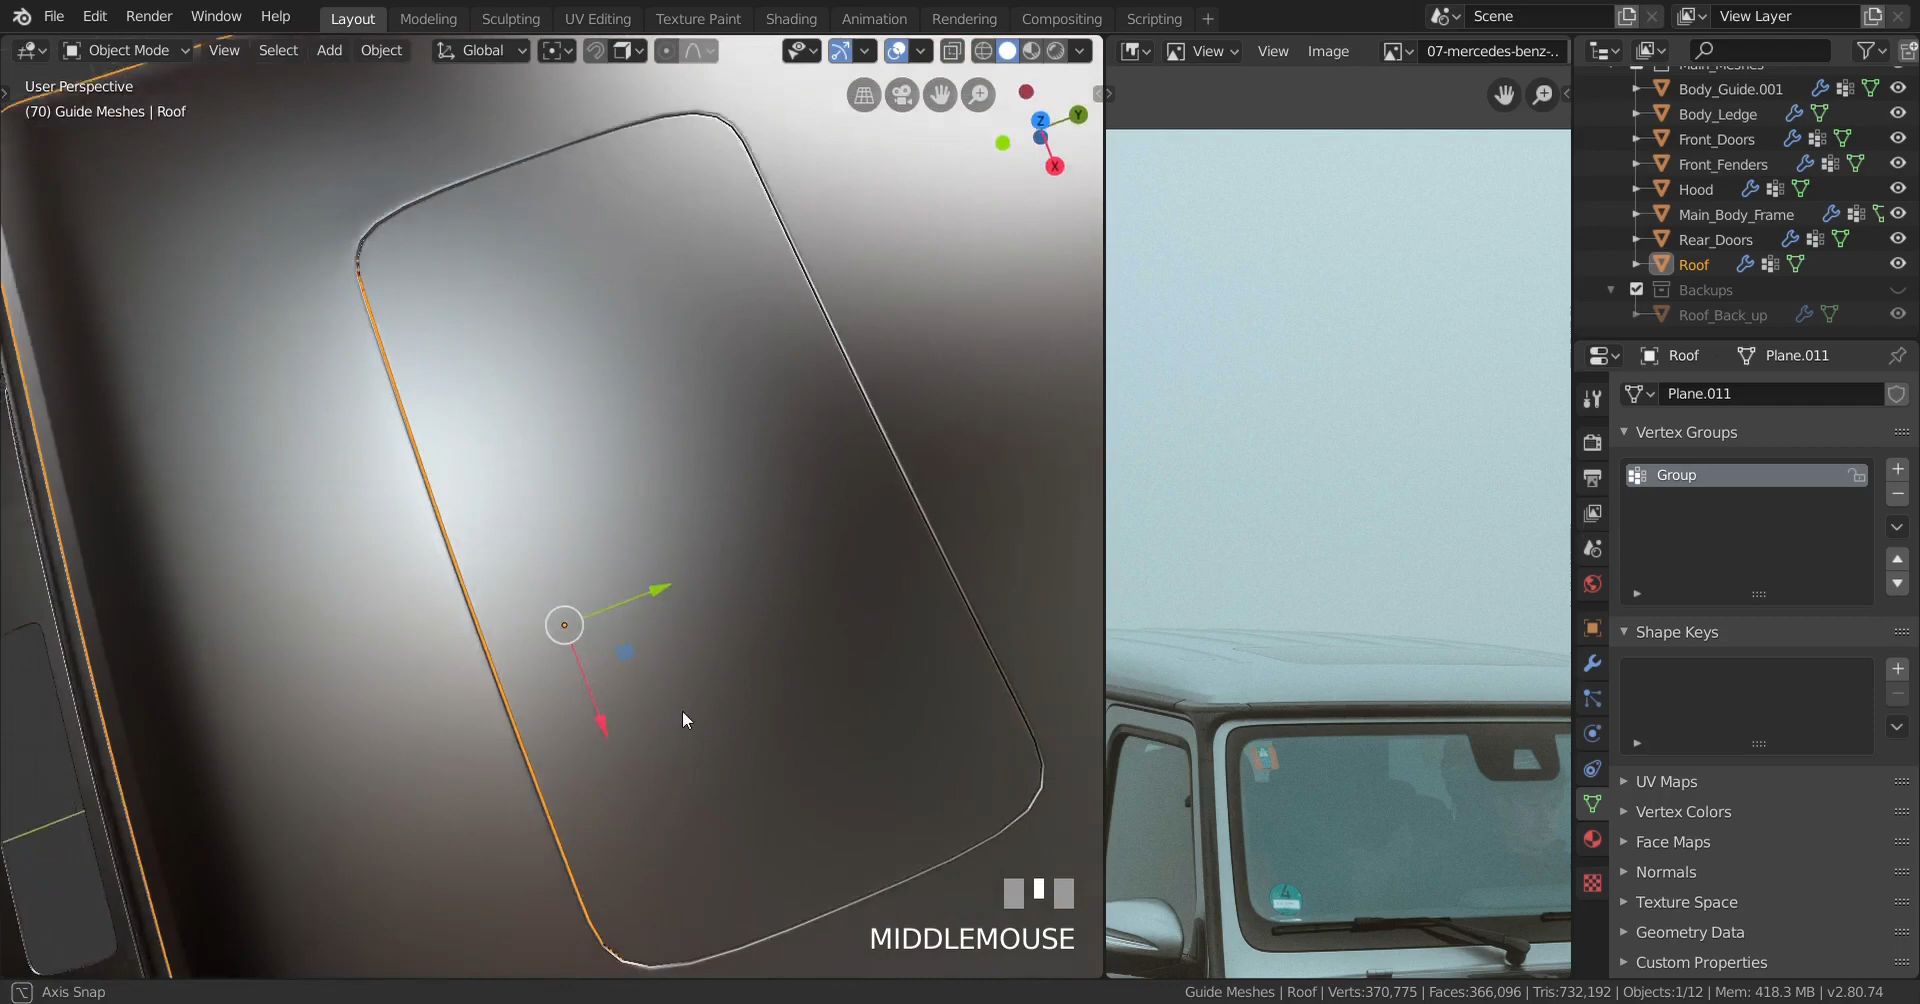 File Edit Render Window Help
Layout Modeling Sculpting UV Editing Texture Paint Shading Animation Rendering Compositing Scripting +
Scene
View Layer
Object Mode View Select Add Object Global
View View Image 07-mercedes-benz-..
User Perspective
(70) Guide Meshes | Roof
Z
Y
X
MIDDLEMOUSE
Main_Meshes
Body_Guide.001
Body_Ledge
Front_Doors
Front_Fenders
Hood
Main_Body_Frame
Rear_Doors
Roof
Backups
Roof_Back_up
Roof Plane.011
Plane.011
Vertex Groups
Group
Shape Keys
UV Maps
Vertex Colors
Face Maps
Normals
Texture Space
Geometry Data
Custom Properties
Axis Snap
Guide Meshes | Roof | Verts:370,775 | Faces:366,096 | Tris:732,192 | Objects:1/12 | Mem: 418.3 MB | v2.80.74